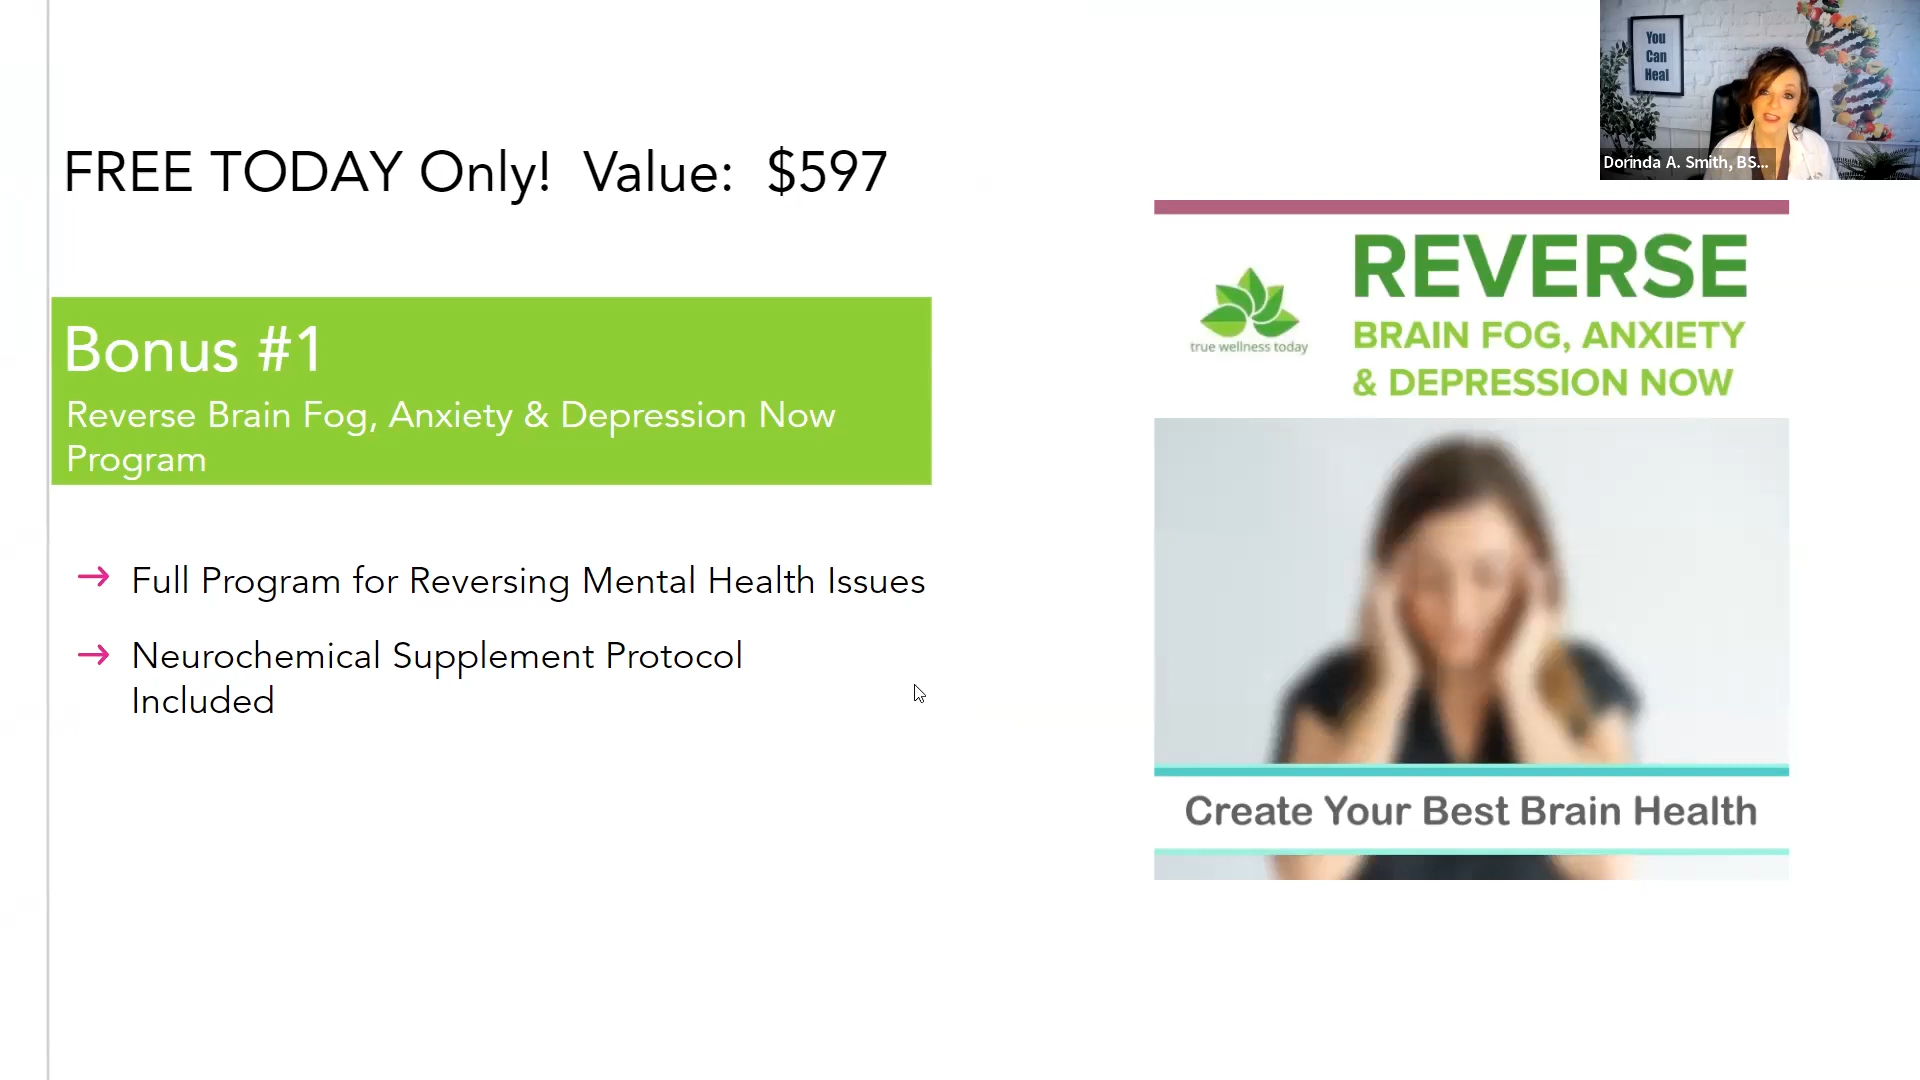 You
Can
Heal
Dorinda A. Smith, BS...
FREE TODAY Only!  Value:  $597
Bonus #1
Reverse Brain Fog, Anxiety & Depression Now
Program
→ Full Program for Reversing Mental Health Issues
→ Neurochemical Supplement Protocol
Included
true wellness today
REVERSE
BRAIN FOG, ANXIETY
& DEPRESSION NOW
Create Your Best Brain Health